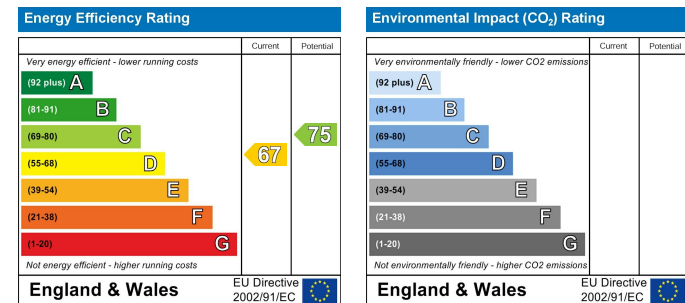 Energy Efficiency Rating
Current Potential
Very energy efficient - lower running costs
(92 plus) A
(81-91) B
(69-80) C
75
(55-68) D
67
(39-54) E
(21-38) F
(1-20) G
Not energy efficient - higher running costs
England & Wales
EU Directive
2002/91/EC
Environmental Impact (CO₂) Rating
Current Potential
Very environmentally friendly - lower CO2 emissions
(92 plus) A
(81-91) B
(69-80) C
(55-68) D
(39-54) E
(21-38) F
(1-20) G
Not environmentally friendly - higher CO2 emissions
England & Wales
EU Directive
2002/91/EC